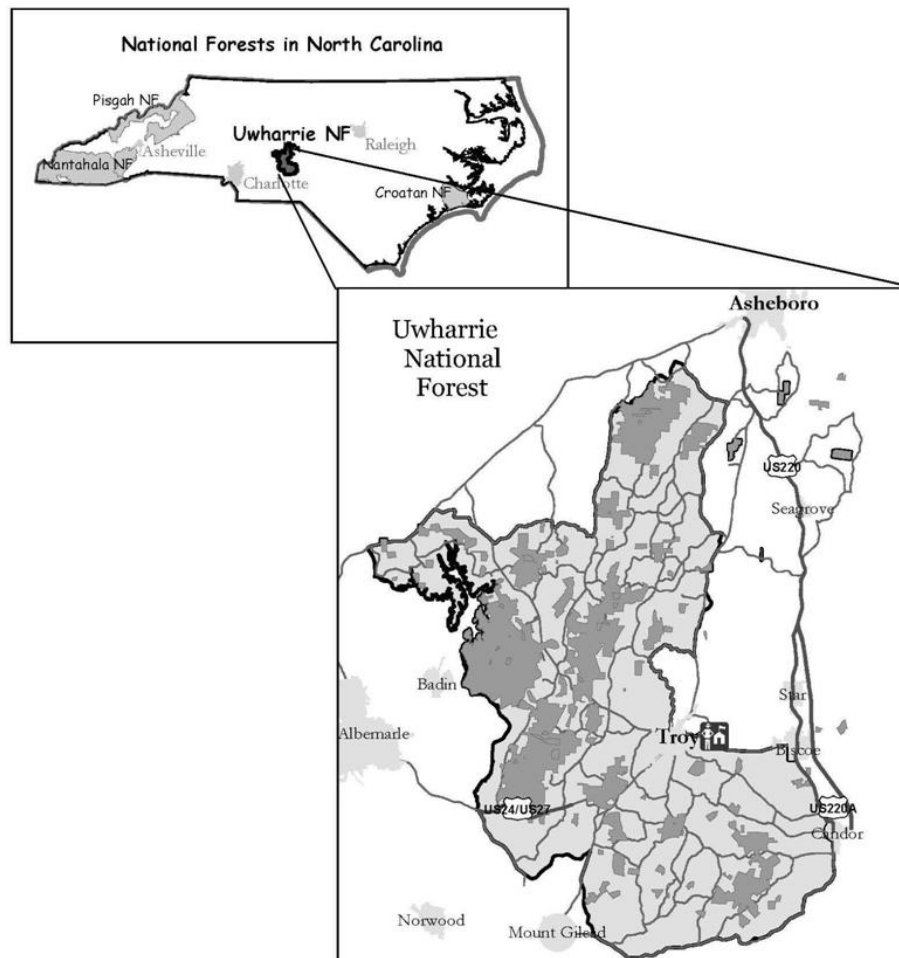 National Forests in North Carolina
Pisgah NF
Uwharrie NF
Raleigh
Asheville
Nantahala NF
Charlotte
Croatan NF
Asheboro
Uwharrie
National
Forest
US220
Seagrove
Badin
Star
Albemarle
Troy
Biscoe
US24/US27
US220A
Candor
Norwood
Mount Gilead